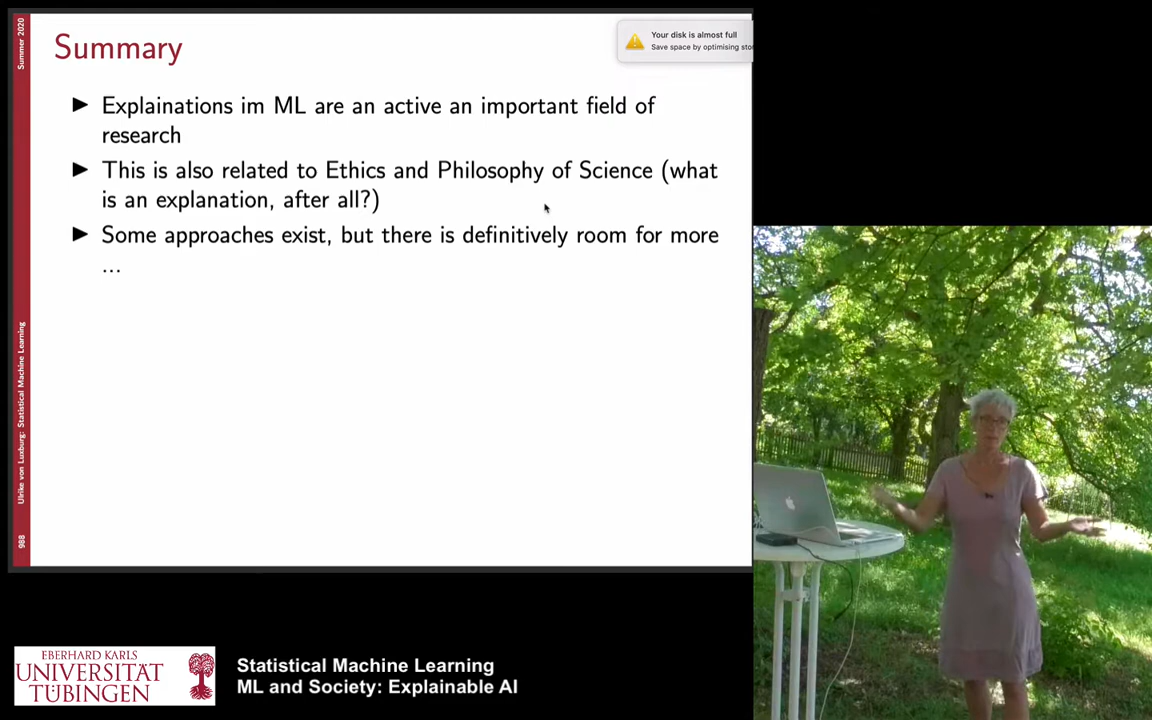 Summer 2020
Summary
Your disk is almost full
Save space by optimising sto
► Explainations im ML are an active an important field of
research
► This is also related to Ethics and Philosophy of Science (what
is an explanation, after all?)
► Some approaches exist, but there is definitively room for more
...
Ulrike von Luxburg: Statistical Machine Learning
988
EBERHARD KARLS
UNIVERSITÄT
TÜBINGEN
Statistical Machine Learning
ML and Society: Explainable AI